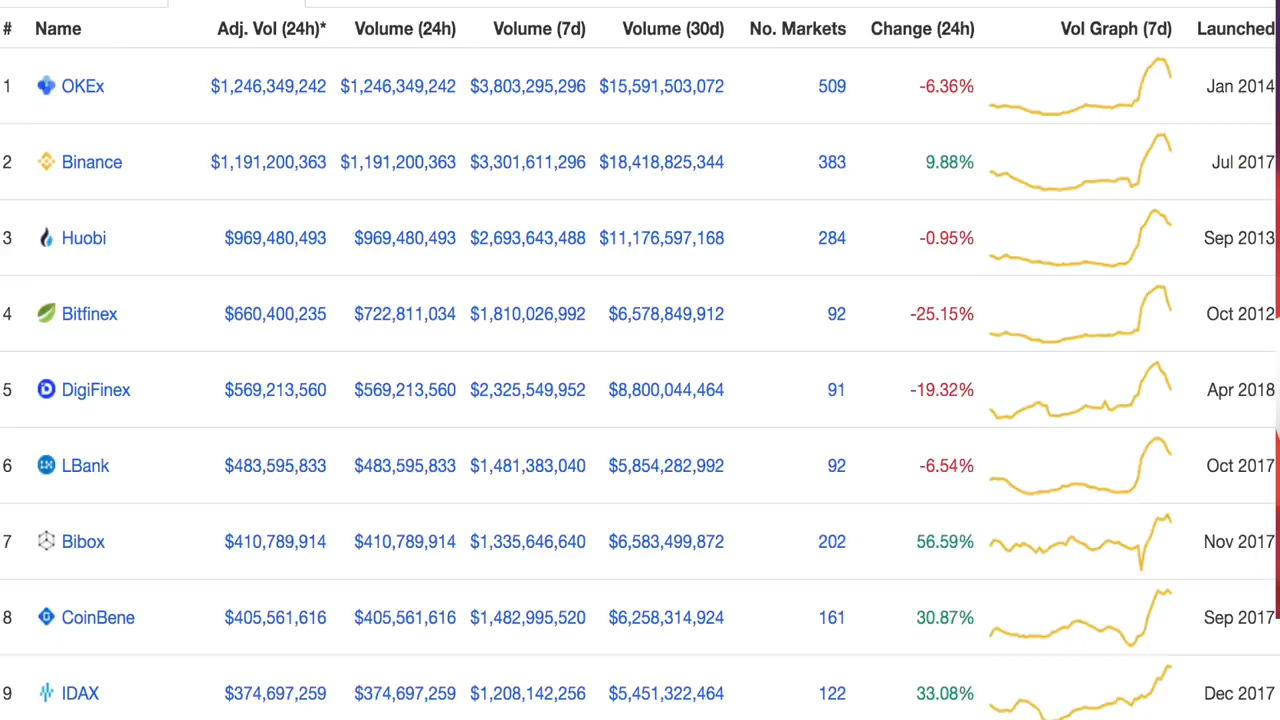 # Name Adj. Vol (24h)* Volume (24h) Volume (7d) Volume (30d) No. Markets Change (24h) Vol Graph (7d) Launched
1 OKEx $1,246,349,242 $1,246,349,242 $3,803,295,296 $15,591,503,072 509 -6.36% Jan 2014
2 Binance $1,191,200,363 $1,191,200,363 $3,301,611,296 $18,418,825,344 383 9.88% Jul 2017
3 Huobi $969,480,493 $969,480,493 $2,693,643,488 $11,176,597,168 284 -0.95% Sep 2013
4 Bitfinex $660,400,235 $722,811,034 $1,810,026,992 $6,578,849,912 92 -25.15% Oct 2012
5 DigiFinex $569,213,560 $569,213,560 $2,325,549,952 $8,800,044,464 91 -19.32% Apr 2018
6 LBank $483,595,833 $483,595,833 $1,481,383,040 $5,854,282,992 92 -6.54% Oct 2017
7 Bibox $410,789,914 $410,789,914 $1,335,646,640 $6,583,499,872 202 56.59% Nov 2017
8 CoinBene $405,561,616 $405,561,616 $1,482,995,520 $6,258,314,924 161 30.87% Sep 2017
9 IDAX $374,697,259 $374,697,259 $1,208,142,256 $5,451,322,464 122 33.08% Dec 2017